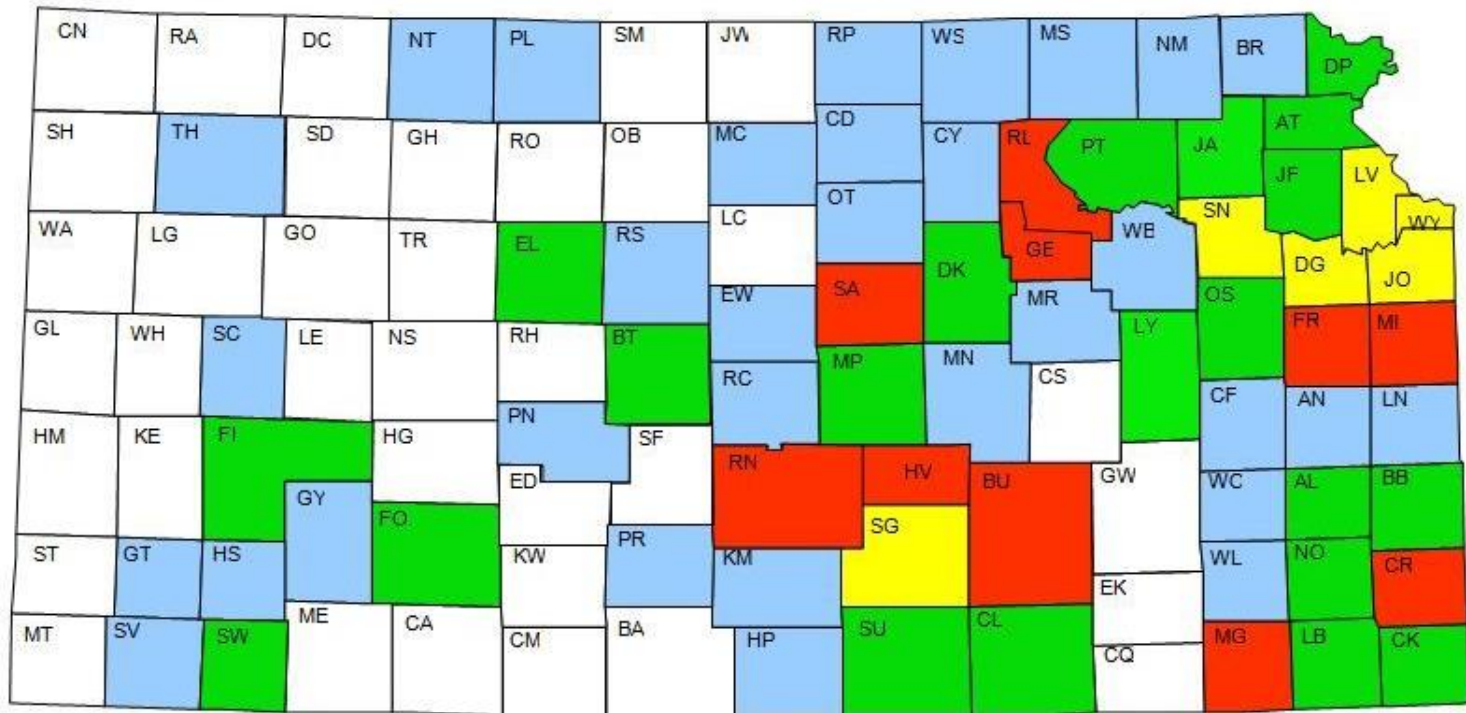 CN RA DC NT PL SM JW RP WS MS NM BR DP
SH TH SD GH RO OB MC CD CY RL PT JA AT
JF LV
WA LG GO TR EL RS LC OT DK GE WB SN WY
DG JO
GL WH SC LE NS RH BT EW SA MR LY OS FR MI
HM KE FI HG PN SF RC MP MN CS CF AN LN
GY FO ED RN HV BU GW WC AL BB
SG
ST GT HS KW PR KM EK WL NO CR
MT SV SW ME CA CM BA HP SU CL CQ MG LB CK